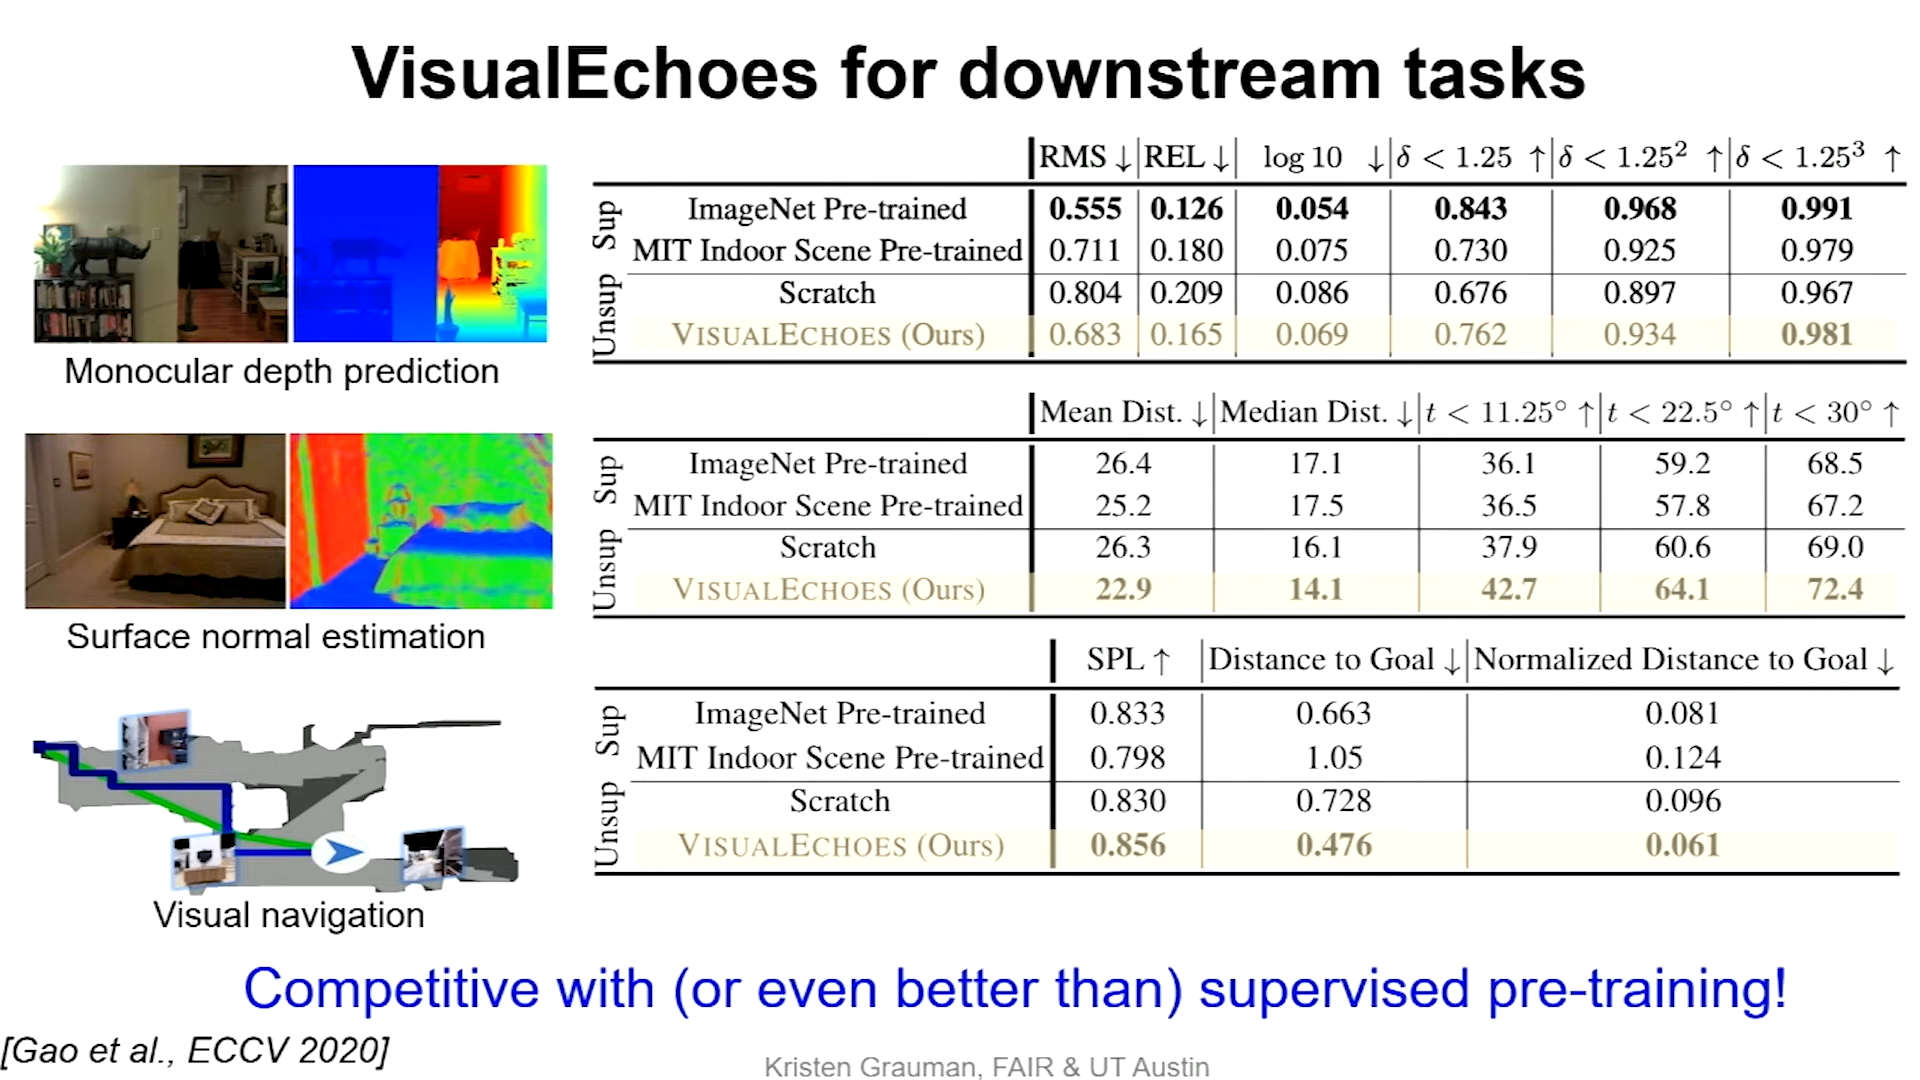 VisualEchoes for downstream tasks
RMS ↓ REL ↓ log 10 ↓ δ < 1.25 ↑ δ < 1.25² ↑ δ < 1.25³ ↑
Sup
ImageNet Pre-trained 0.555 0.126 0.054 0.843 0.968 0.991
MIT Indoor Scene Pre-trained 0.711 0.180 0.075 0.730 0.925 0.979
Unsup
Scratch 0.804 0.209 0.086 0.676 0.897 0.967
VISUALECHOES (Ours) 0.683 0.165 0.069 0.762 0.934 0.981
Monocular depth prediction
Mean Dist. ↓ Median Dist. ↓ t < 11.25° ↑ t < 22.5° ↑ t < 30° ↑
Sup
ImageNet Pre-trained 26.4 17.1 36.1 59.2 68.5
MIT Indoor Scene Pre-trained 25.2 17.5 36.5 57.8 67.2
Unsup
Scratch 26.3 16.1 37.9 60.6 69.0
VISUALECHOES (Ours) 22.9 14.1 42.7 64.1 72.4
Surface normal estimation
SPL ↑ Distance to Goal ↓ Normalized Distance to Goal ↓
Sup
ImageNet Pre-trained 0.833 0.663 0.081
MIT Indoor Scene Pre-trained 0.798 1.05 0.124
Unsup
Scratch 0.830 0.728 0.096
VISUALECHOES (Ours) 0.856 0.476 0.061
Visual navigation
Competitive with (or even better than) supervised pre-training!
[Gao et al., ECCV 2020]
Kristen Grauman, FAIR & UT Austin